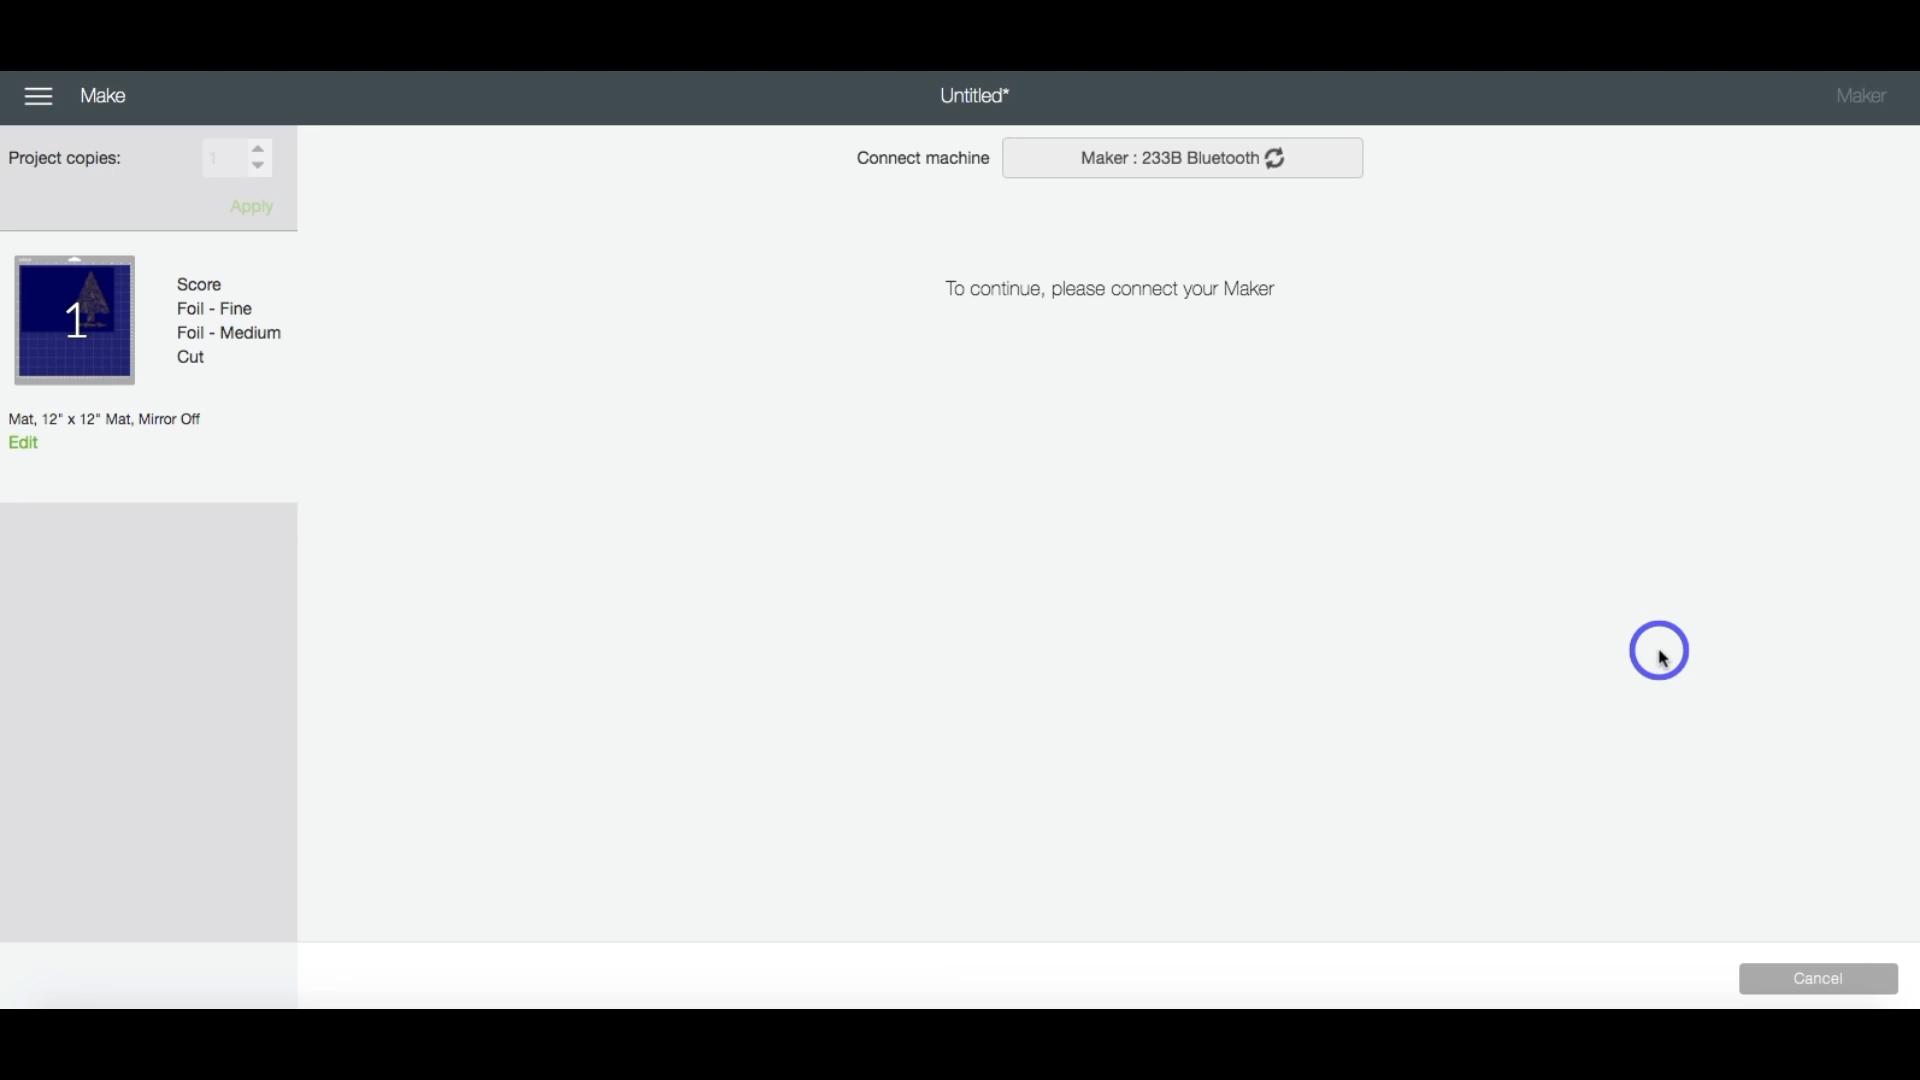 Make
Untitled*
Maker
Project copies:
1
Apply
Connect machine
Maker : 233B Bluetooth
To continue, please connect your Maker
1
Score
Foil - Fine
Foil - Medium
Cut
Mat, 12" x 12" Mat, Mirror Off
Edit
Cancel